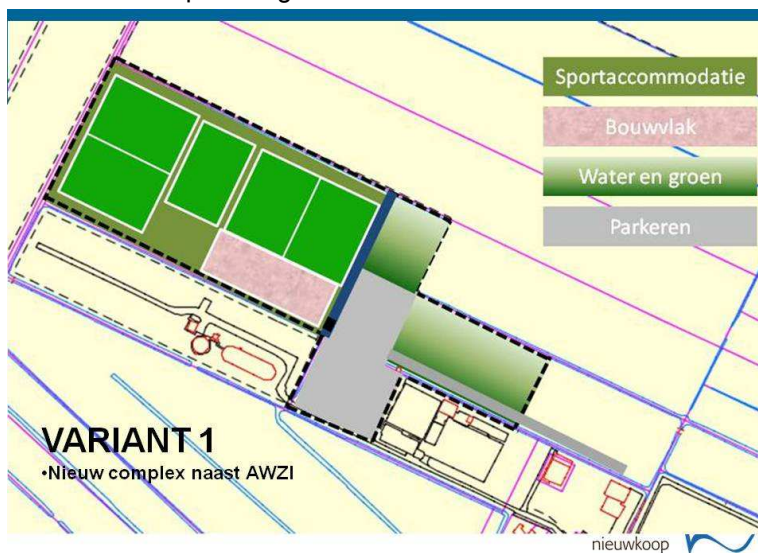 Sportaccommodatie
Bouwvlak
Water en groen
Parkeren
VARIANT 1
•Nieuw complex naast AWZI
nieuwkoop